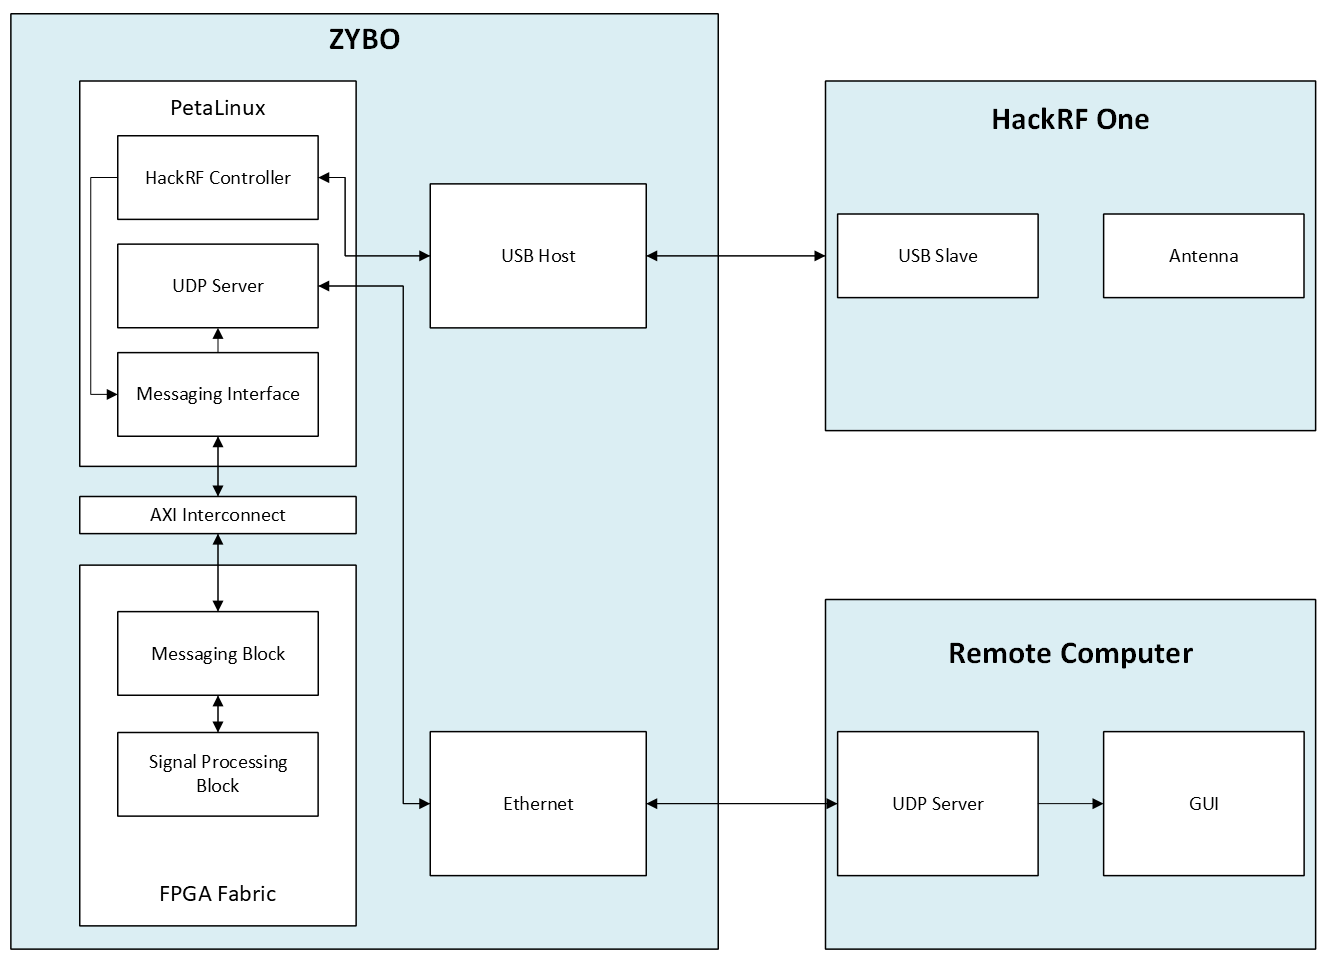 ZYBO
PetaLinux
HackRF Controller
UDP Server
Messaging Interface
AXI Interconnect
Messaging Block
Signal Processing
Block
FPGA Fabric
USB Host
Ethernet
HackRF One
USB Slave
Antenna
Remote Computer
UDP Server
GUI